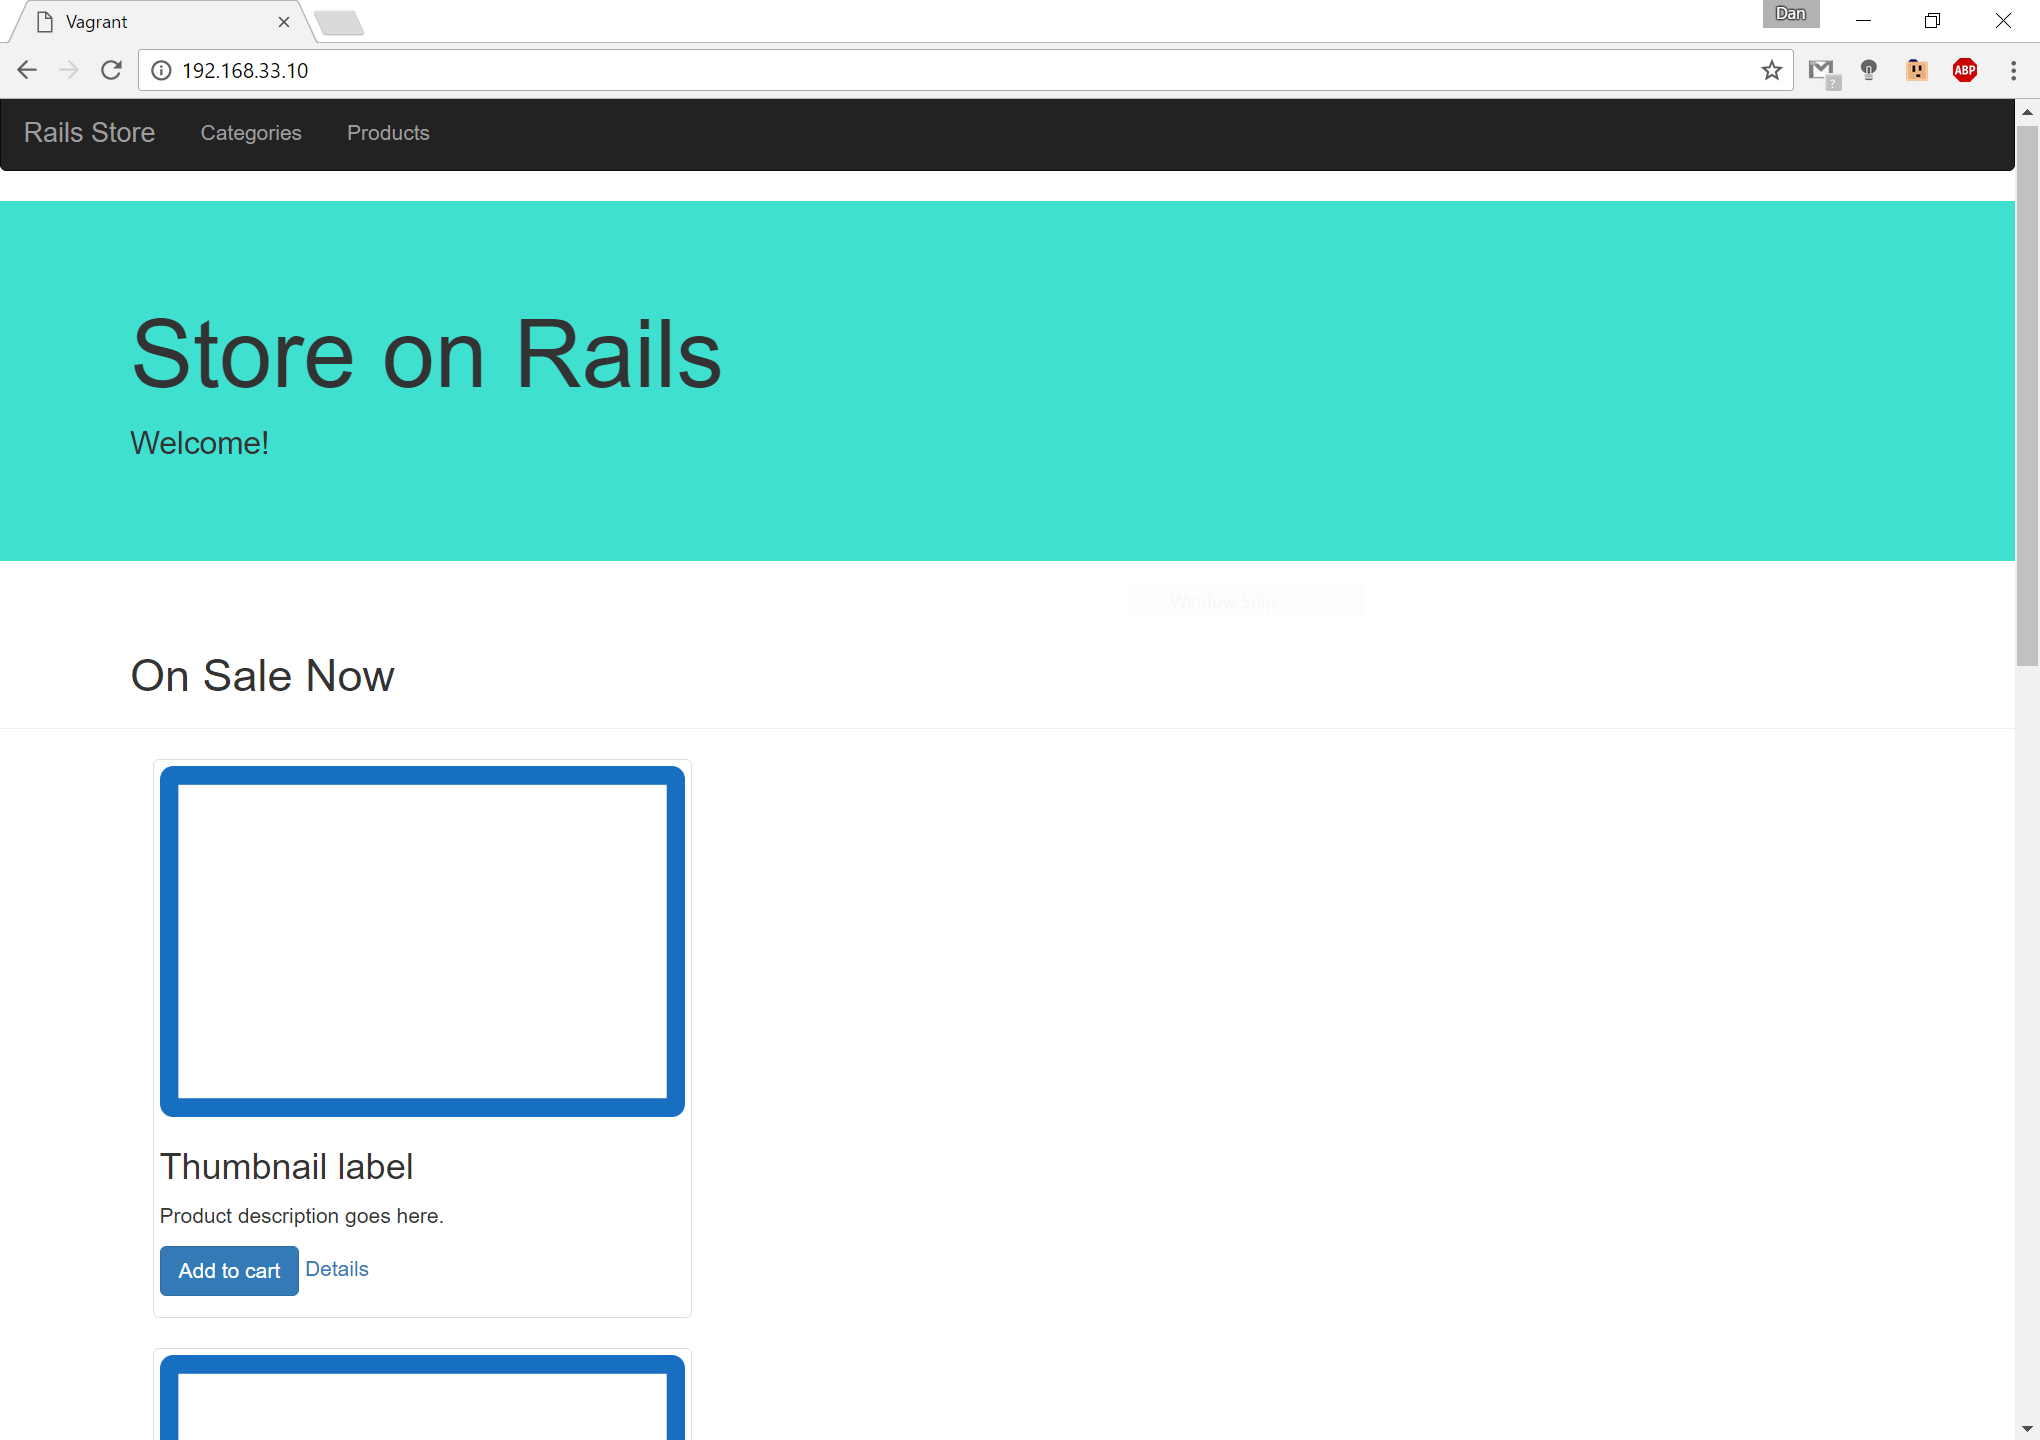 Vagrant
Dan
192.168.33.10
ABP
Rails Store Categories Products
Store on Rails
Welcome!
Window Snip
On Sale Now
Thumbnail label
Product description goes here.
Add to cart Details